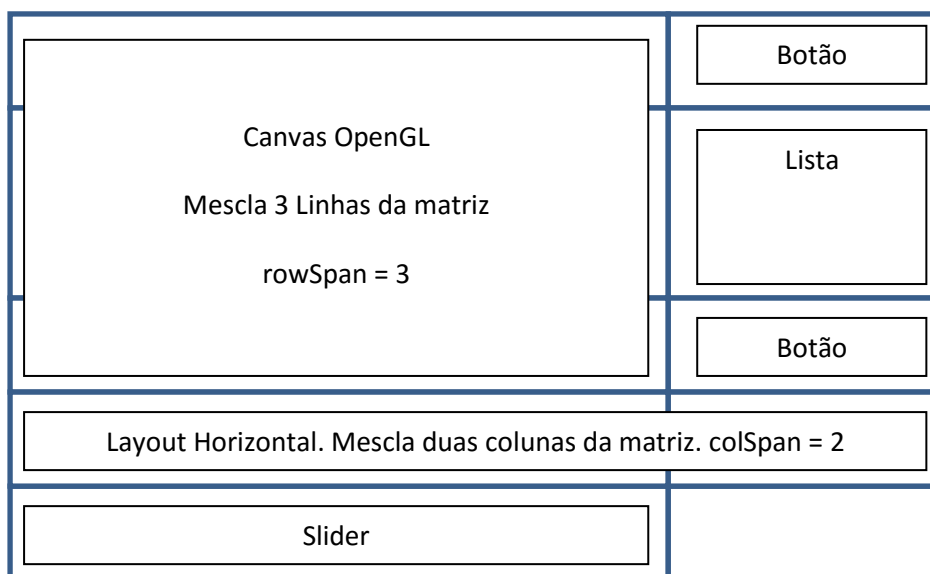 Botão
Canvas OpenGL
Mescla 3 Linhas da matriz
rowSpan = 3
Lista
Botão
Layout Horizontal. Mescla duas colunas da matriz. colSpan = 2
Slider